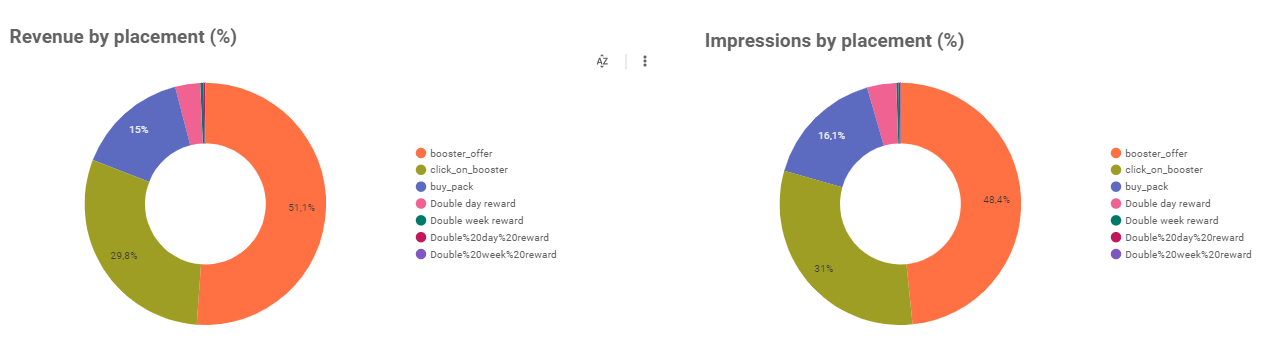 Revenue by placement (%)
AZ
15%
51,1%
29,8%
booster_offer
click_on_booster
buy_pack
Double day reward
Double week reward
Double%20day%20reward
Double%20week%20reward
Impressions by placement (%)
16,1%
48,4%
31%
booster_offer
click_on_booster
buy_pack
Double day reward
Double week reward
Double%20day%20reward
Double%20week%20reward